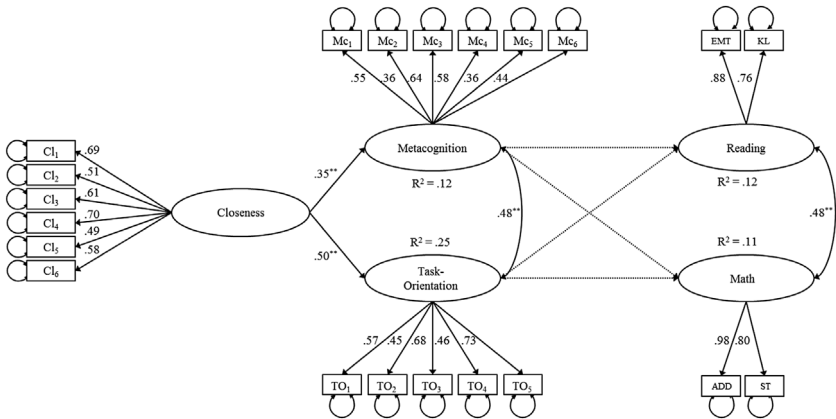 Mc1 Mc2 Mc3 Mc4 Mc5 Mc6
EMT KL
.55 .36 .64 .58 .36 .44
.88 .76
Cl1 .69
Cl2 .51
Cl3 .61
Cl4 .70
Cl5 .49
Cl6 .58
Closeness
.35**
.50**
Metacognition
R2 = .12
.48**
R2 = .25
Task-
Orientation
Reading
R2 = .12
.48**
R2 = .11
Math
.57 .45 .68 .46 .73
.98 .80
TO1 TO2 TO3 TO4 TO5
ADD ST